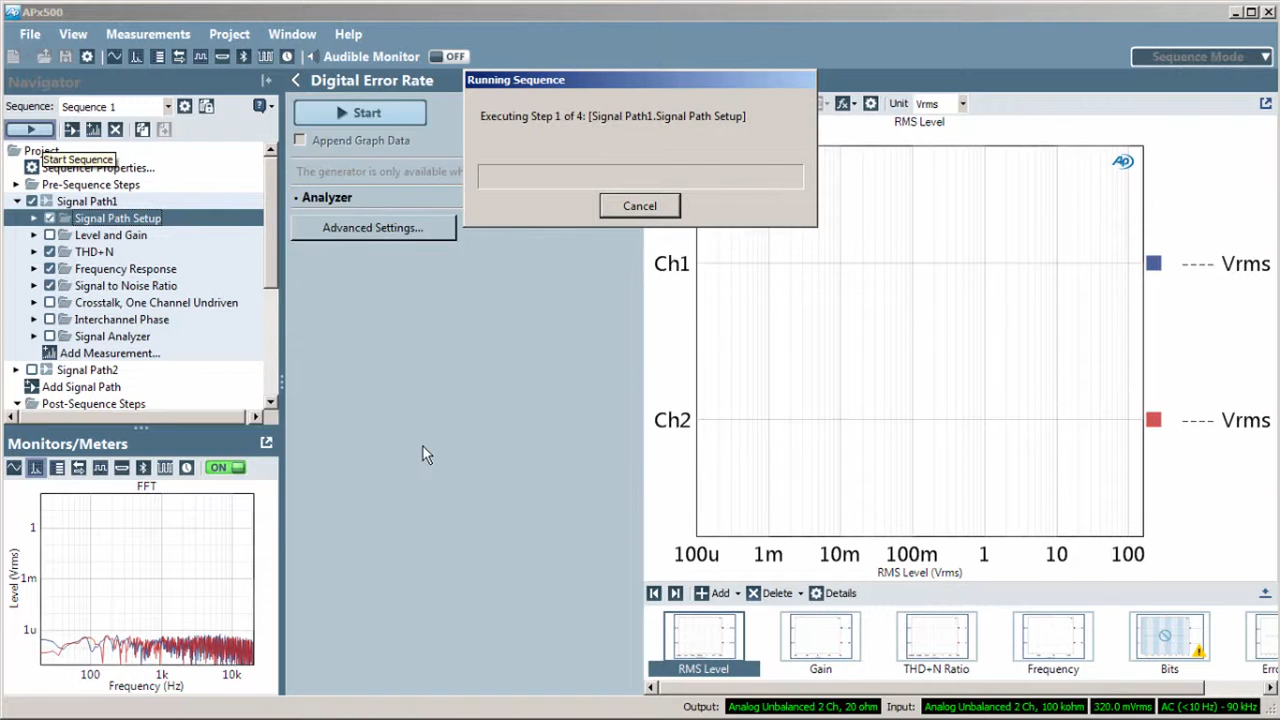 APx500
File View Measurements Project Window Help
Audible Monitor OFF
Sequence Mode
Navigator
Sequence: Sequence 1
Project
Start Sequence
Sequencer Properties...
Pre-Sequence Steps
Signal Path1
Signal Path Setup
Level and Gain
THD+N
Frequency Response
Signal to Noise Ratio
Crosstalk, One Channel Undriven
Interchannel Phase
Signal Analyzer
Add Measurement...
Signal Path2
Add Signal Path
Post-Sequence Steps
Monitors/Meters
ON
FFT
1
1m
1u
Level (Vrms)
100 1k 10k
Frequency (Hz)
Digital Error Rate
Start
Append Graph Data
The generator is only available wh
Analyzer
Advanced Settings...
Running Sequence
Executing Step 1 of 4: [Signal Path1.Signal Path Setup]
Cancel
fx Unit Vrms
RMS Level
Ap
Ch1 ---- Vrms
Ch2 ---- Vrms
100u 1m 10m 100m 1 10 100
RMS Level (Vrms)
Add Delete Details
RMS Level Gain THD+N Ratio Frequency Bits Erro
Output: Analog Unbalanced 2 Ch, 20 ohm Input: Analog Unbalanced 2 Ch, 100 kohm 320.0 mVrms AC (<10 Hz) - 90 kHz